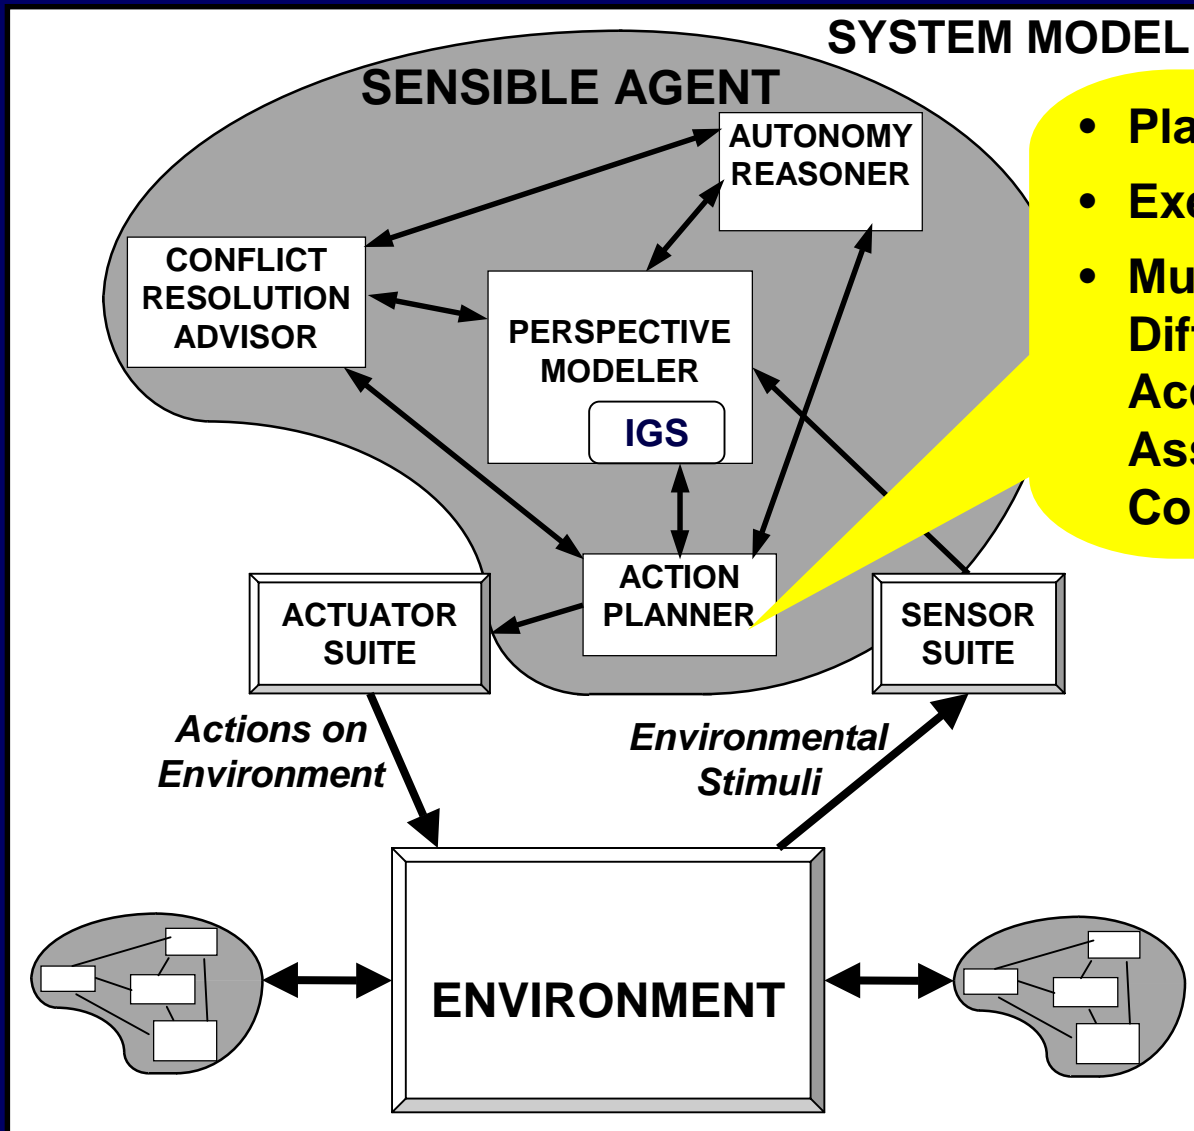 SYSTEM MODEL
SENSIBLE AGENT
AUTONOMY
REASONER
CONFLICT
RESOLUTION
ADVISOR
PERSPECTIVE
MODELER
IGS
ACTION
PLANNER
ACTUATOR
SUITE
SENSOR
SUITE
Actions on
Environment
Environmental
Stimuli
ENVIRONMENT